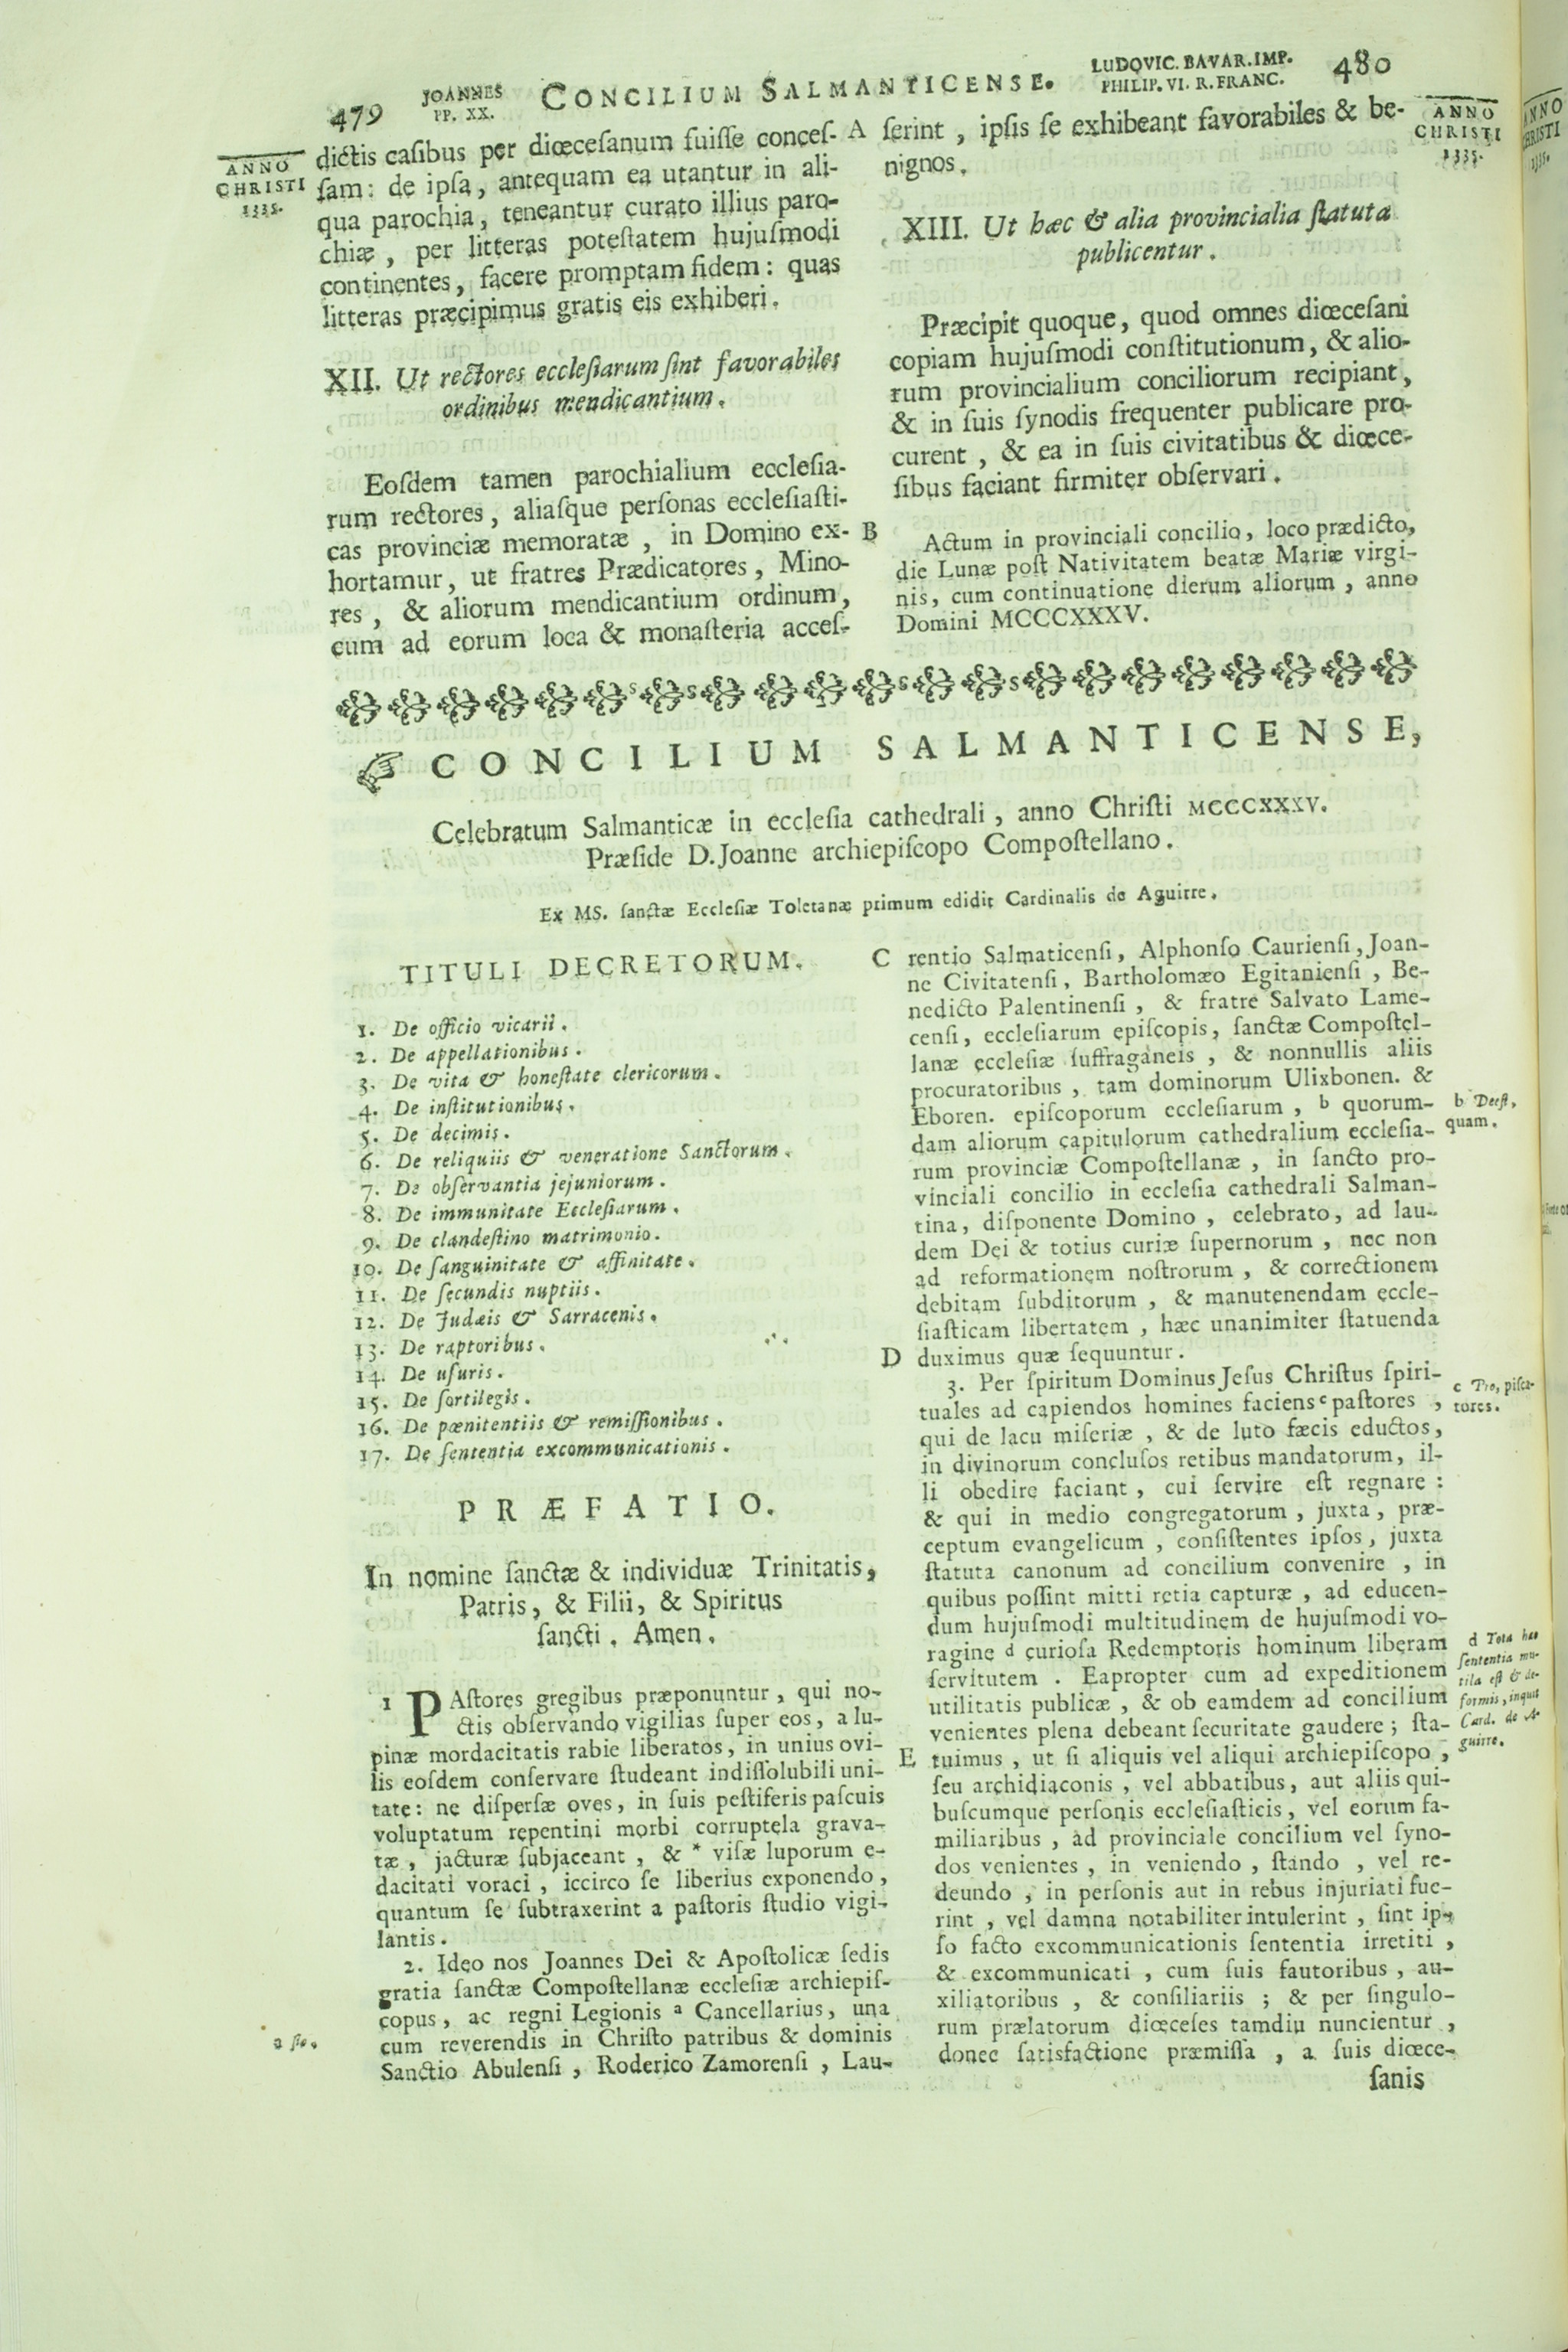 479
JOANNES
PP. XX.
CONCILIUM SALMANTICENSE.
LUDOVIC. BAVAR. IMP.
PHILIP. VI. R. FRANC.
480
ANNO
CHRISTI
1335.
dictis casibus per diœcesanum fuiſſe conceſ-
ſam: de ipſa, antequam ea utantur in ali-
qua parochia, teneantur curato illius paro-
chiæ, per litteras poteſtatem hujuſmodi
continentes, facere promptam fidem: quas
litteras præcipimus gratis eis exhiberi.
XII. Ut rectores eccleſiarum ſint favorabiles
ordinibus mendicantium.
Eoſdem tamen parochialium eccleſia-
rum rectores, aliaſque perſonas eccleſiaſti-
cas provinciæ memoratæ, in Domino ex-
hortamur, ut fratres Prædicatores, Mino-
res, & aliorum mendicantium ordinum,
cum ad eorum loca & monaſteria acceſ-
A
B
ſerint, ipſis ſe exhibeant favorabiles & be-
nignos.
ANNO
CHRISTI
1335.
ANNO
CHRISTI
1335.
XIII. Ut hæc & alia provincialia ſtatuta
publicentur.
Præcipit quoque, quod omnes diœceſani
copiam hujuſmodi conſtitutionum, & alio-
rum provincialium conciliorum recipiant,
& in ſuis ſynodis frequenter publicare pro-
curent, & ea in ſuis civitatibus & diœce-
ſibus faciant firmiter obſervari.
Actum in provinciali concilio, loco prædicto,
die Lunæ poſt Nativitatem beatæ Mariæ virgi-
nis, cum continuatione dierum aliorum, anno
Domini MCCCXXXV.
☞ CONCILIUM SALMANTICENSE,
Celebratum Salmanticæ in eccleſia cathedrali, anno Chriſti MCCCXXXV.
Præſide D. Joanne archiepiſcopo Compoſtellano.
Ex MS. ſanctæ Eccleſiæ Toletanæ primum edidit Cardinalis de Aguirre.
TITULI DECRETORUM.
1. De officio vicarii.
2. De appellationibus.
3. De vita & honeſtate clericorum.
4. De inſtitutionibus.
5. De decimis.
6. De reliquiis & veneratione Sanctorum.
7. De obſervantia jejuniorum.
8. De immunitate Eccleſiarum.
9. De clandeſtino matrimonio.
10. De ſanguinitate & affinitate.
11. De ſecundis nuptiis.
12. De Judæis & Sarracenis.
13. De raptoribus.
14. De uſuris.
15. De ſortilegis.
16. De pœnitentiis & remiſſionibus.
17. De ſententia excommunicationis.
PRÆFATIO.
In nomine ſanctæ & individuæ Trinitatis,
Patris, & Filii, & Spiritus
ſancti. Amen.
1 PAſtores gregibus præponuntur, qui no-
ctis obſervando vigilias ſuper eos, a lu-
pinæ mordacitatis rabie liberatos, in unius ovi-
lis eoſdem conſervare ſtudeant indiſſolubili uni-
tate: ne diſperſæ oves, in ſuis peſtiferis paſcuis
voluptatum repentini morbi corruptela grava-
tæ, jacturæ ſubjaceant, & * viſæ luporum e-
dacitati voraci, iccirco ſe liberius exponendo,
quantum ſe ſubtraxerint a paſtoris ſtudio vigi-
lantis.
2. Ideo nos Joannes Dei & Apoſtolicæ ſedis
gratia ſanctæ Compoſtellanæ eccleſiæ archiepiſ-
copus, ac regni Legionis a Cancellarius, una
cum reverendis in Chriſto patribus & dominis
Sanctio Abulenſi, Roderico Zamorenſi, Lau-
a ſic.
C
D
E
rentio Salmaticenſi, Alphonſo Caurienſi, Joan-
ne Civitatenſi, Bartholomæo Egitanienſi, Be-
nedicto Palentinenſi, & fratre Salvato Lame-
cenſi, eccleſiarum epiſcopis, ſanctæ Compoſtel-
lanæ eccleſiæ ſuffraganeis, & nonnullis aliis
procuratoribus, tam dominorum Ulixbonen. &
Eboren. epiſcoporum eccleſiarum, b quorum-
dam aliorum capitulorum cathedralium eccleſia-
rum provinciæ Compoſtellanæ, in ſancto pro-
vinciali concilio in eccleſia cathedrali Salman-
tina, diſponente Domino, celebrato, ad lau-
dem Dei & totius curiæ ſupernorum, nec non
ad reformationem noſtrorum, & correctionem
debitam ſubditorum, & manutenendam eccle-
ſiaſticam libertatem, hæc unanimiter ſtatuenda
duximus quæ ſequuntur.
3. Per ſpiritum Dominus Jeſus Chriſtus ſpiri-
tuales ad capiendos homines faciens c paſtores,
qui de lacu miſeriæ, & de luto fæcis eductos,
in divinorum concluſos retibus mandatorum, il-
li obedire faciant, cui ſervire eſt regnare:
& qui in medio congregatorum, juxta, præ-
ceptum evangelicum, conſiſtentes ipſos, juxta
ſtatuta canonum ad concilium convenire, in
quibus poſſint mitti retia capturæ, ad educen-
dum hujuſmodi multitudinem de hujuſmodi vo-
ragine d curioſa Redemptoris hominum liberam
ſervitutem. Eapropter cum ad expeditionem
utilitatis publicæ, & ob eamdem ad concilium
venientes plena debeant ſecuritate gaudere; ſta-
tuimus, ut ſi aliquis vel aliqui archiepiſcopo,
ſeu archidiaconis, vel abbatibus, aut aliis qui-
buſcumque perſonis eccleſiaſticis, vel eorum fa-
miliaribus, ad provinciale concilium vel ſyno-
dos venientes, in veniendo, ſtando, vel re-
deundo, in perſonis aut in rebus injuriati fue-
rint, vel damna notabiliter intulerint, ſint ip-
ſo facto excommunicationis ſententia irretiti,
& excommunicati, cum ſuis fautoribus, au-
xiliatoribus, & conſiliariis; & per ſingulo-
rum prælatorum diœceſes tamdiu nuncientur,
donec ſatisfactione præmiſſa, a ſuis diœce-
ſanis
b Deeſt,
quam.
c Pro, piſca-
tores.
d Tota hæc
ſententia mu-
tila eſt & de-
formis, inquit
Card. de A-
guirre.